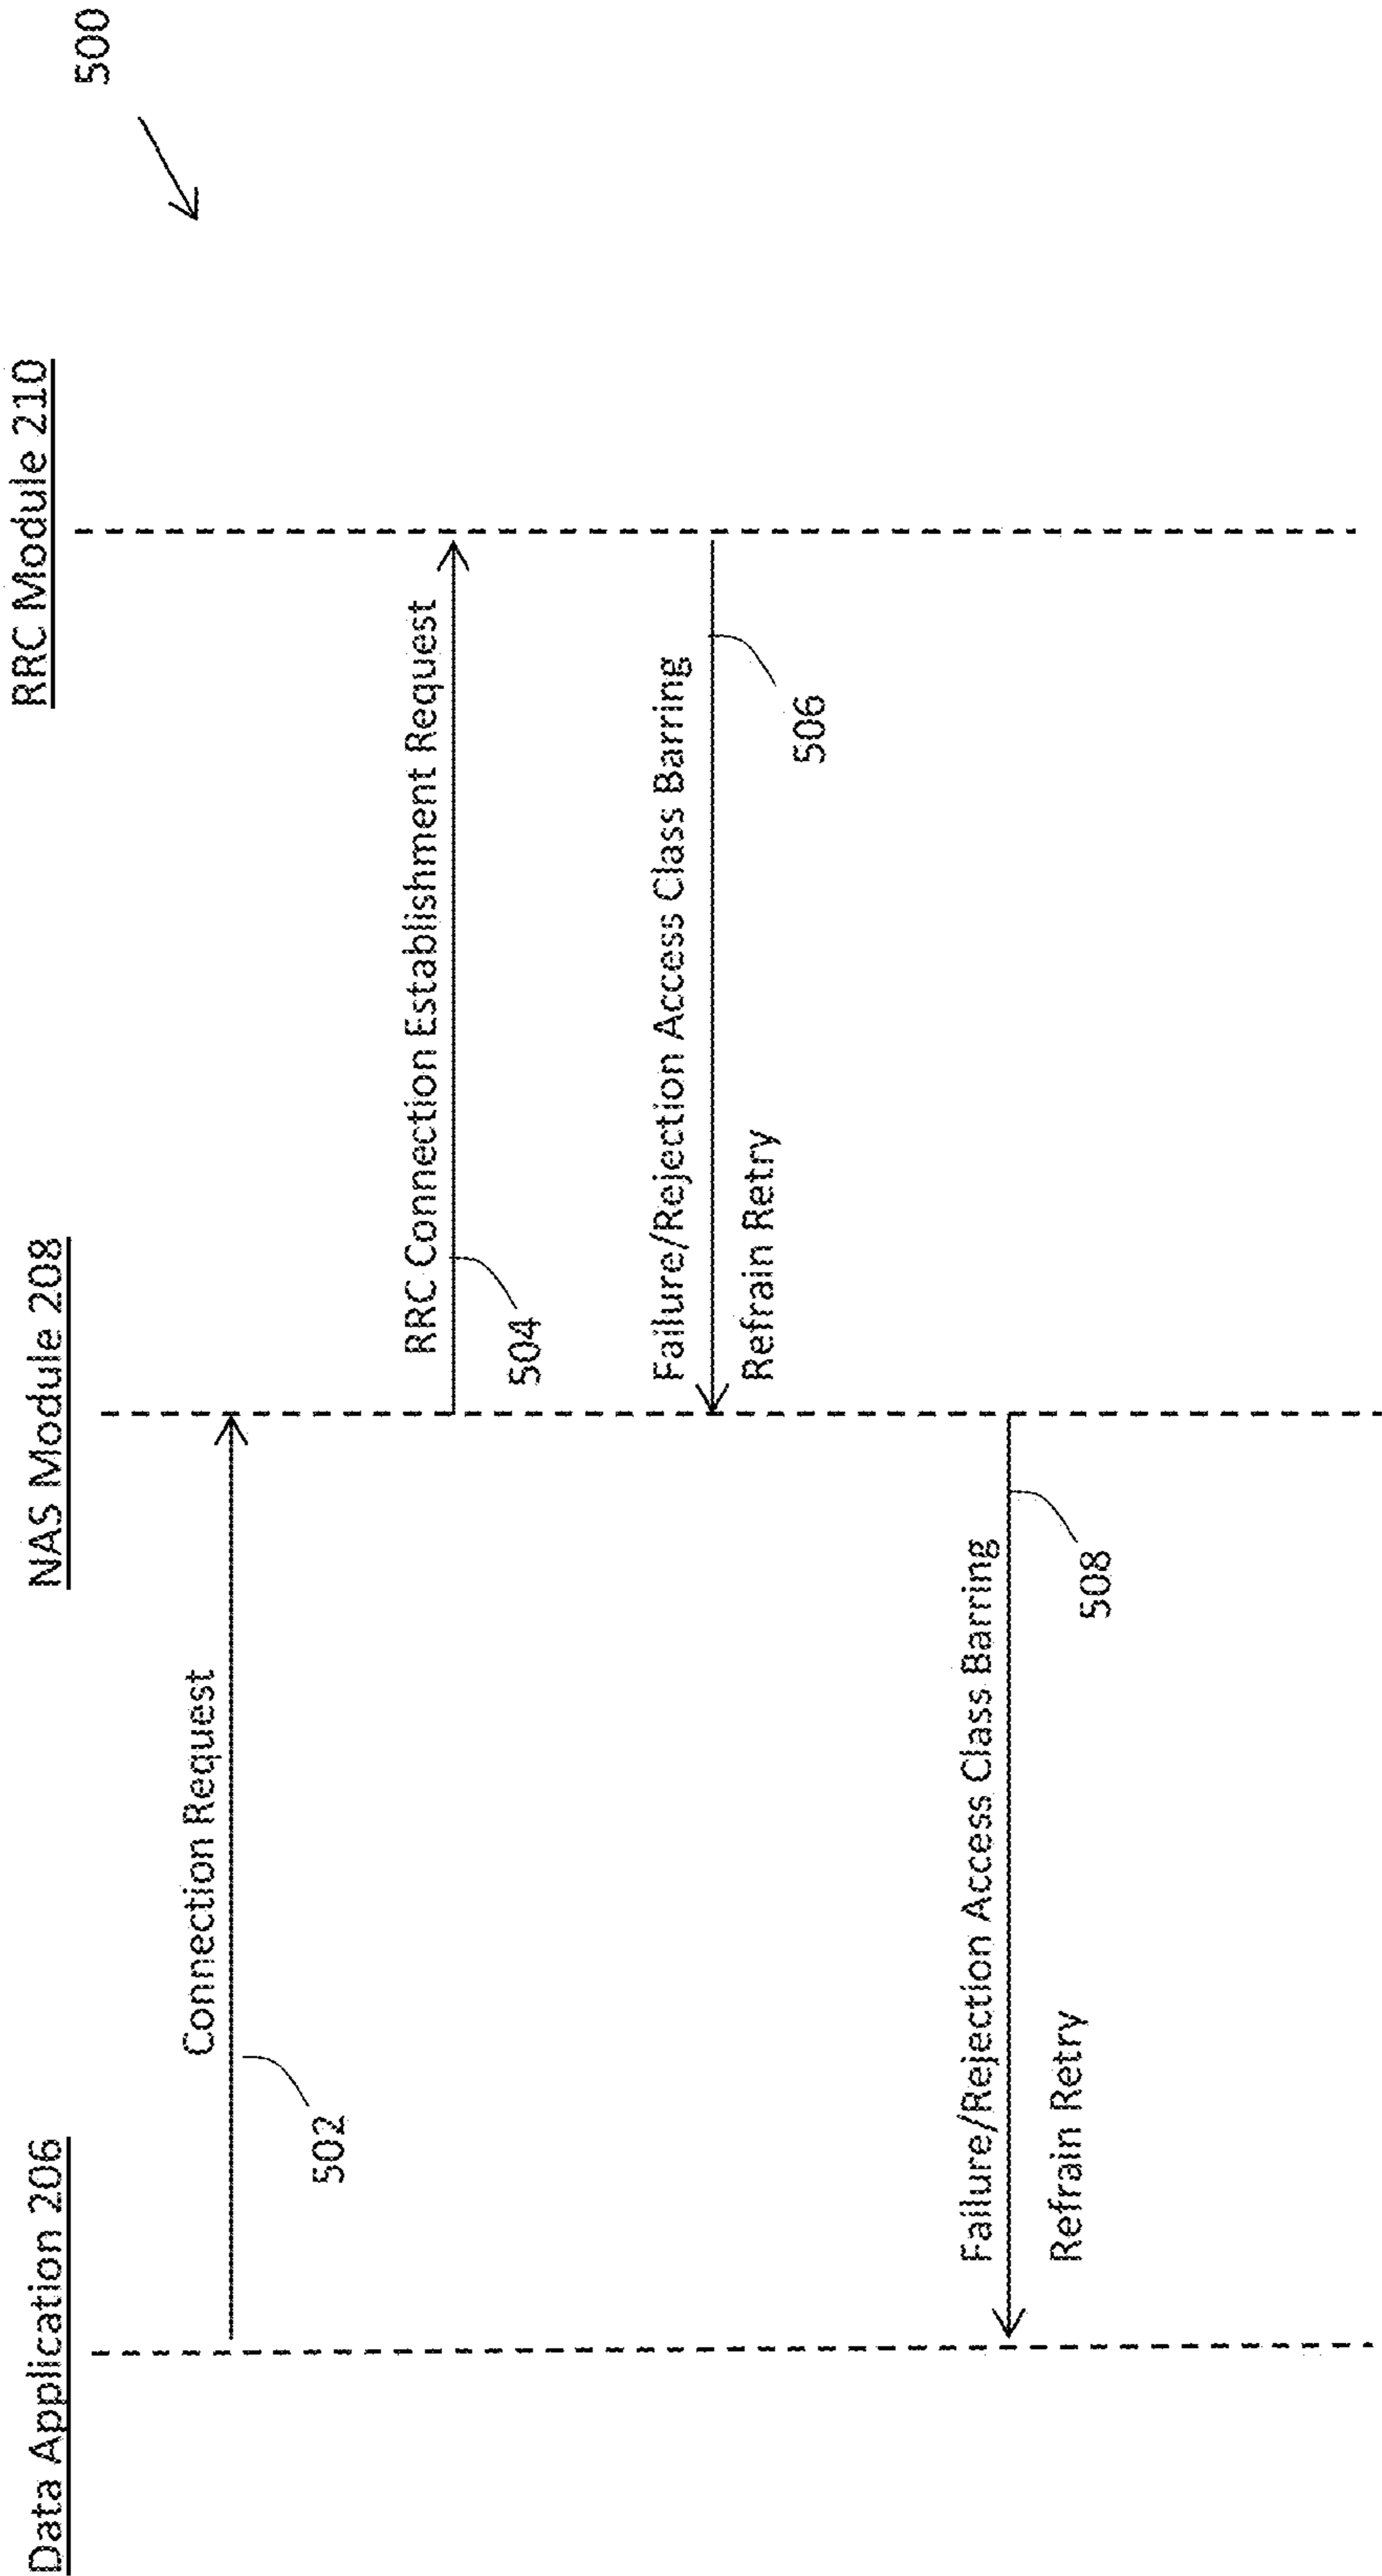 500
Data Application 206
NAS Module 208
RRC Module 210
Connection Request
502
RRC Connection Establishment Request
504
Failure/Rejection Access Class Barring
506
Refrain Retry
Failure/Rejection Access Class Barring
508
Refrain Retry